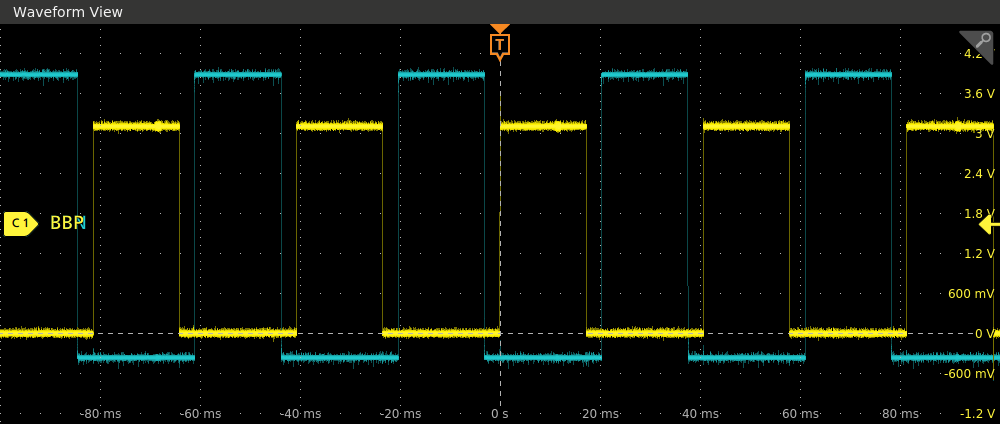 Waveform View
T
4.2
3.6 V
3 V
2.4 V
1.8 V
C 1 BBP
1.2 V
600 mV
0 V
-600 mV
-80 ms -60 ms -40 ms -20 ms 0 s 20 ms 40 ms 60 ms 80 ms -1.2 V